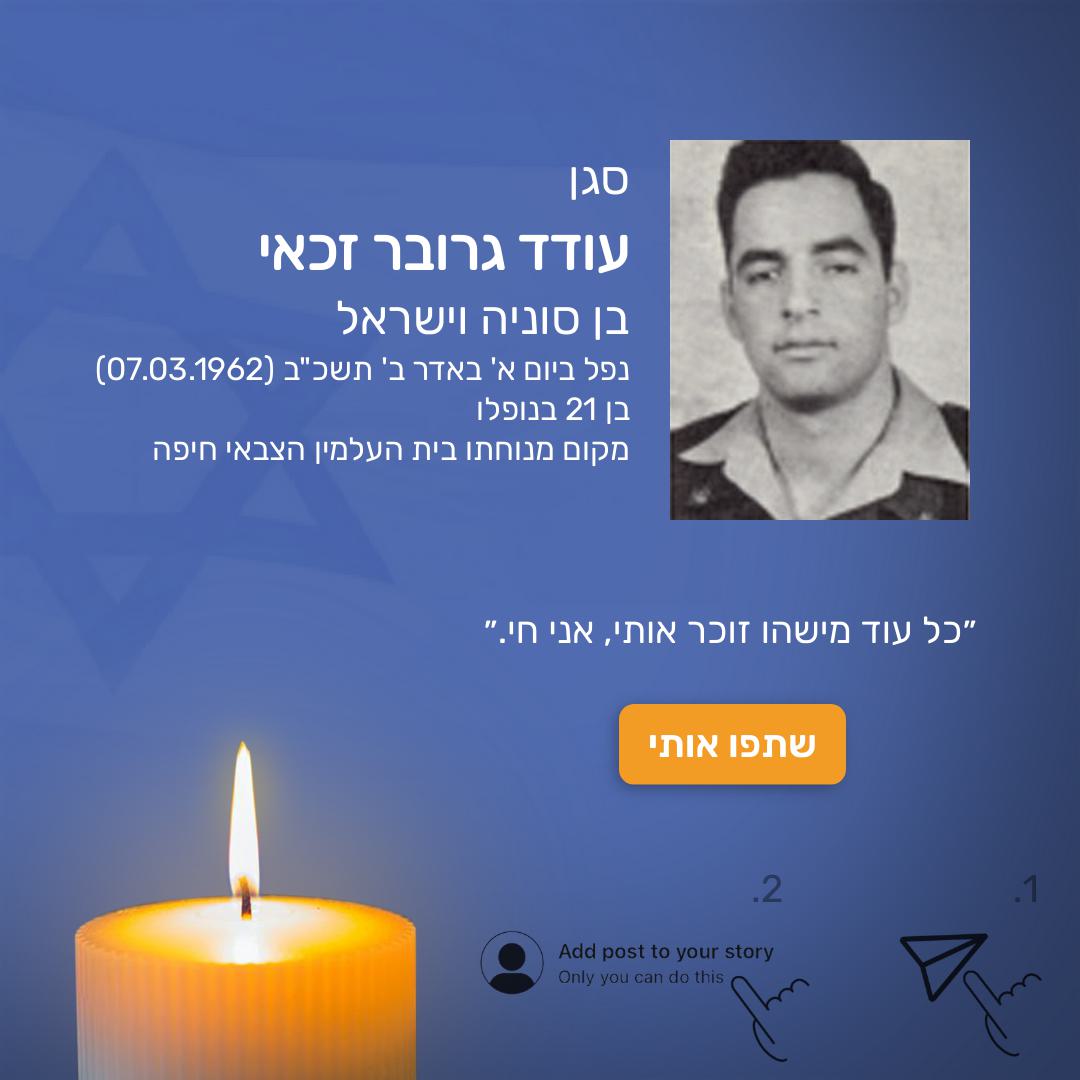 סגן
עודד גרובר זכאי
בן סוניה וישראל
נפל ביום א' באדר ב' תשכ"ב (07.03.1962)
בן 21 בנופלו
מקום מנוחתו בית העלמין הצבאי חיפה
״כל עוד מישהו זוכר אותי, אני חי.״
שתפו אותי
1.
2.
Add post to your story
Only you can do this